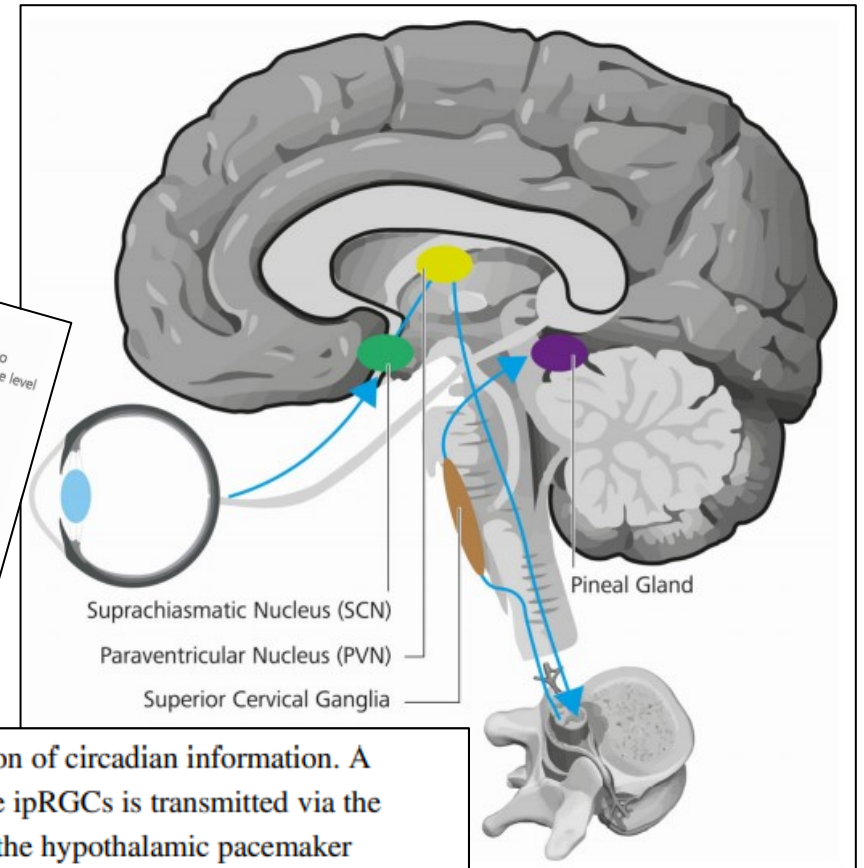 e level
Pineal Gland
Suprachiasmatic Nucleus (SCN)
Paraventricular Nucleus (PVN)
Superior Cervical Ganglia
on of circadian information. A
e ipRGCs is transmitted via the
the hypothalamic pacemaker